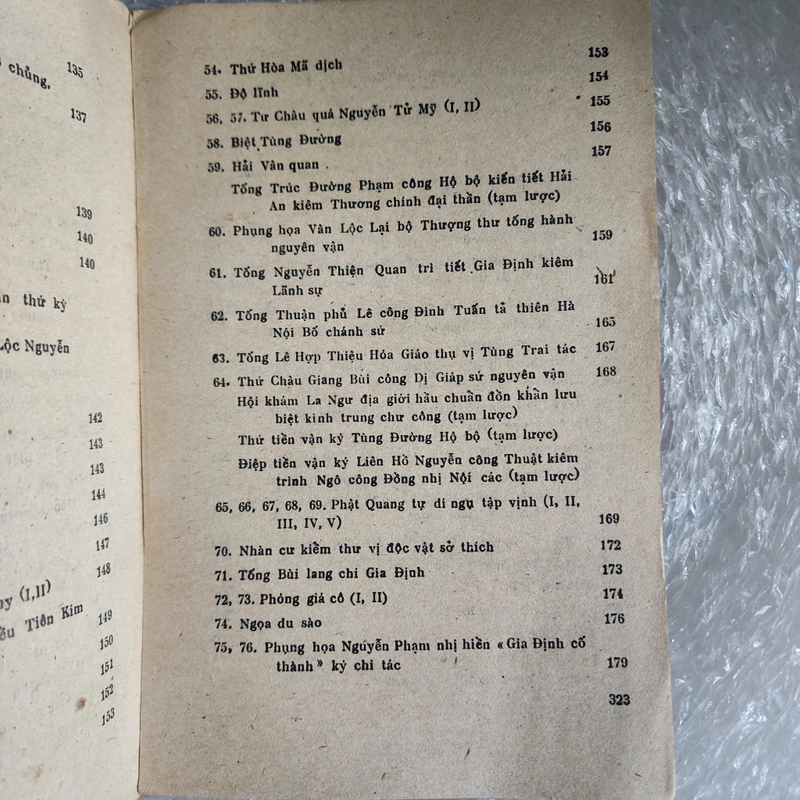 chủng,
135
137
139
140
140
thứ kỳ
Lộc Nguyễn
142
143
143
144
146
147
148
(I,II)
Tiên Kim
149
150
151
152
153
54. Thứ Hòa Mã dịch 153
55. Độ lĩnh 154
56, 57. Tư Châu quá Nguyễn Tử Mỹ (I, II) 155
58. Biệt Tùng Đường 156
59. Hải Vân quan 157
Tống Trúc Đường Phạm công Hộ bộ kiến tiết Hải
An kiêm Thương chính đại thần (tạm lược)
60. Phụng họa Vân Lộc Lại bộ Thượng thư tống hành
nguyên vận 159
61. Tống Nguyễn Thiện Quan trì tiết Gia Định kiêm
Lãnh sự 161
62. Tống Thuận phủ Lê công Đình Tuấn tả thiên Hà
Nội Bố chánh sứ 165
63. Tống Lê Hợp Thiệu Hóa Giáo thụ vị Tùng Trai tác 167
64. Thứ Châu Giang Bùi công Dị Giáp sứ nguyên vận 168
Hội khám La Ngư địa giới hầu chuẩn đồn khẩn lưu
biệt kinh trung chư công (tạm lược)
Thứ tiền vận ký Tùng Đường Hộ bộ (tạm lược)
Điệp tiền vận ký Liên Hồ Nguyễn công Thuật kiêm
trình Ngô công Đồng nhị Nội các (tạm lược)
65, 66, 67, 68, 69. Phật Quang tự di ngụ tập vịnh (I, II,
III, IV, V) 169
70. Nhàn cư kiểm thư vị độc vật sở thích 172
71. Tống Bùi lang chi Gia Định 173
72, 73. Phóng giá cô (I, II) 174
74. Ngọa du sào 176
75, 76. Phụng họa Nguyễn Phạm nhị hiền «Gia Định cố
thành» ký chi tác 179
323